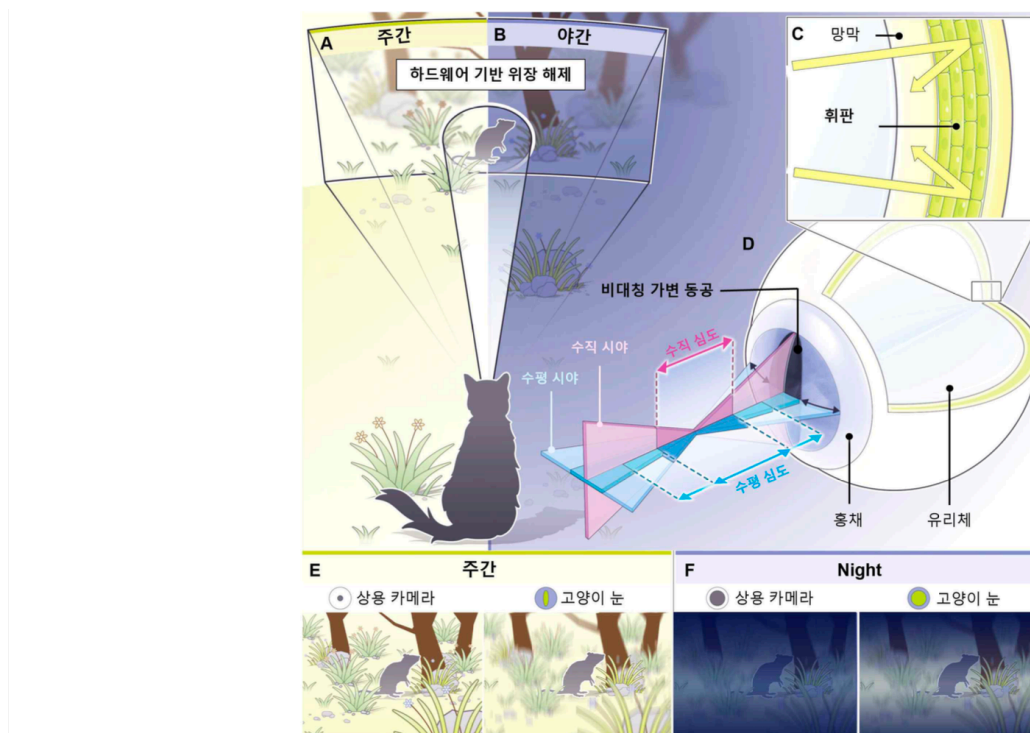 A
주간
B
야간
하드웨어 기반 위장 해제
C
망막
휘판
D
비대칭 가변 동공
수직 시야
수직 심도
수평 시야
수평 심도
홍채
유리체
E
주간
상용 카메라
고양이 눈
F
Night
상용 카메라
고양이 눈